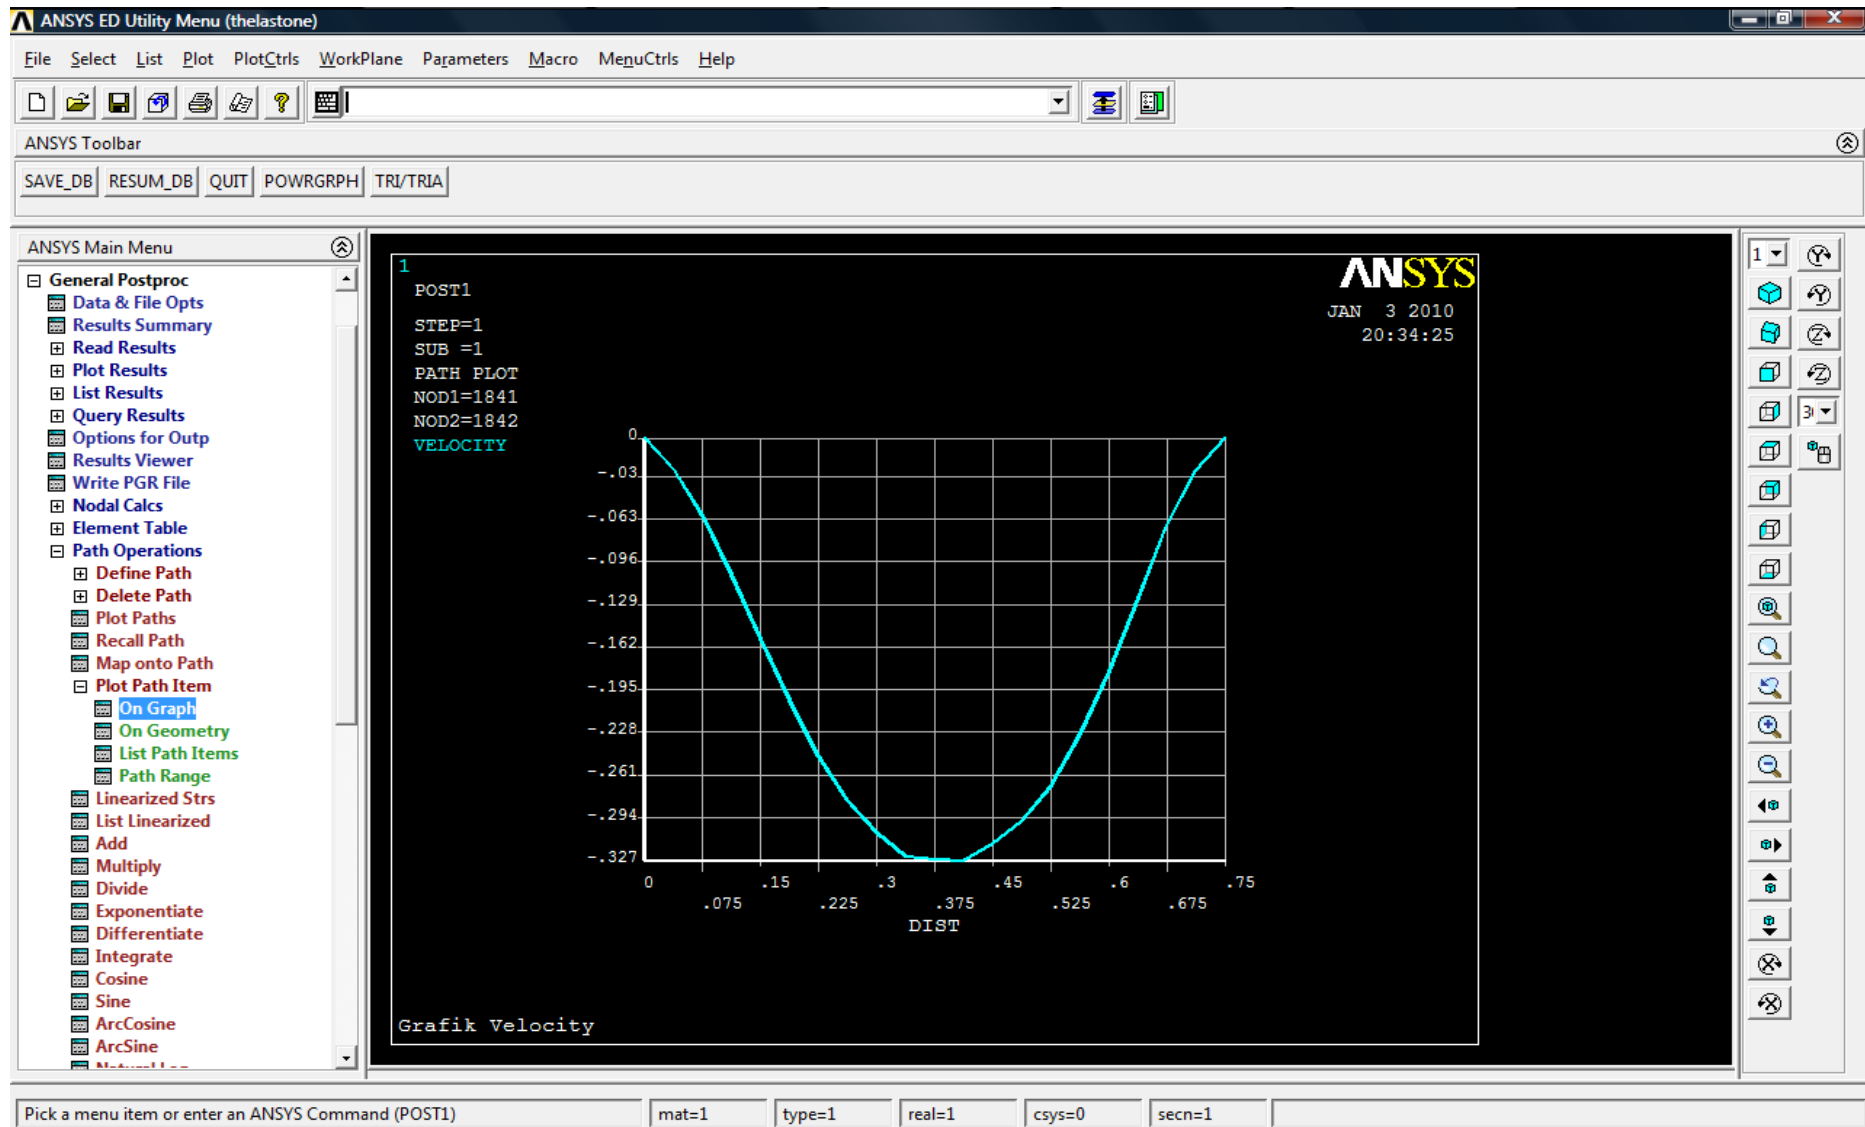 ANSYS ED Utility Menu (thelastone)
File Select List Plot PlotCtrls WorkPlane Parameters Macro MenuCtrls Help
ANSYS Toolbar
SAVE_DB RESUM_DB QUIT POWRGRPH TRI/TRIA
ANSYS Main Menu
General Postproc
Data & File Opts
Results Summary
Read Results
Plot Results
List Results
Query Results
Options for Outp
Results Viewer
Write PGR File
Nodal Calcs
Element Table
Path Operations
Define Path
Delete Path
Plot Paths
Recall Path
Map onto Path
Plot Path Item
On Graph
On Geometry
List Path Items
Path Range
Linearized Strs
List Linearized
Add
Multiply
Divide
Exponentiate
Differentiate
Integrate
Cosine
Sine
ArcCosine
ArcSine
1
ANSYS
POST1
JAN 3 2010
20:34:25
STEP=1
SUB =1
PATH PLOT
NOD1=1841
NOD2=1842
VELOCITY
0
-.03
-.063
-.096
-.129
-.162
-.195
-.228
-.261
-.294
-.327
0 .15 .3 .45 .6 .75
.075 .225 .375 .525 .675
DIST
Grafik Velocity
1
Pick a menu item or enter an ANSYS Command (POST1) mat=1 type=1 real=1 csys=0 secn=1